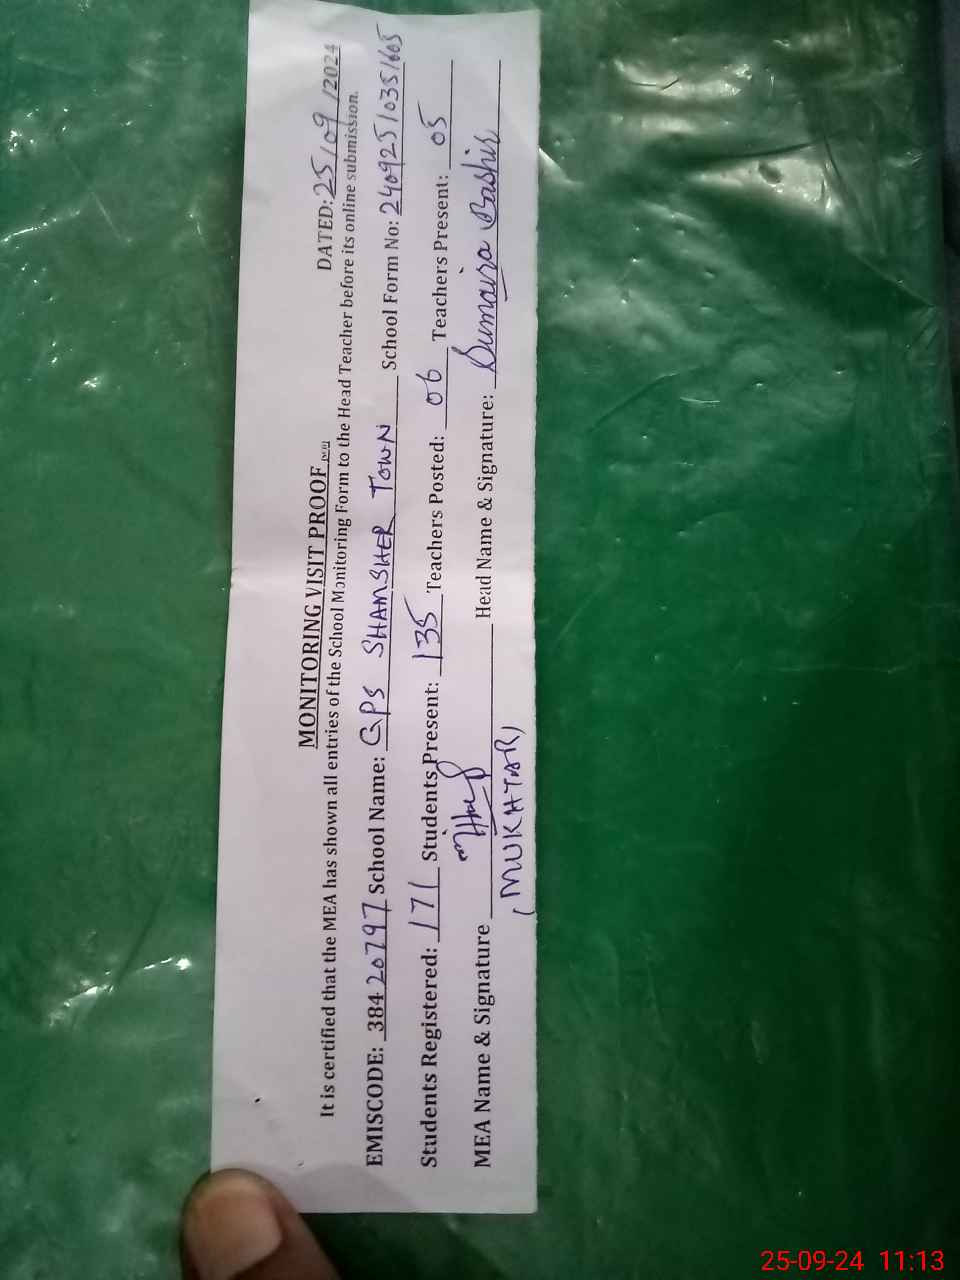 MONITORING VISIT PROOF
DATED: 25/09/2024
It is certified that the MEA has shown all entries of the School Monitoring Form to the Head Teacher before its online submission.
EMISCODE: 38420797 School Name: GPS SHAMSHER TOWN School Form No: 240925/1035/605
Students Registered: 171 Students Present: 135 Teachers Posted: 06 Teachers Present: 05
MEA Name & Signature Head Name & Signature: Sumaira Bashir
(MUKHTAR)
25-09-24 11:13